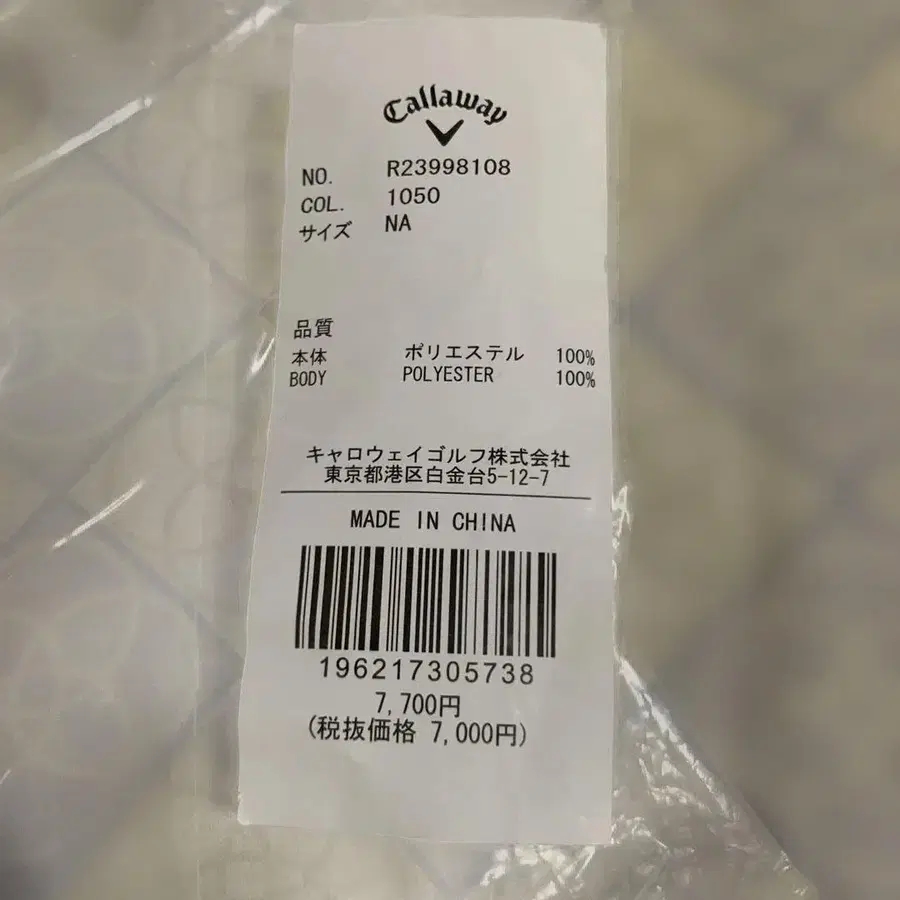 Callaway
NO. R23998108
COL. 1050
サイズ NA
品質
本体 ポリエステル 100%
BODY POLYESTER 100%
キャロウェイゴルフ株式会社
東京都港区白金台5-12-7
MADE IN CHINA
196217305738
7,700円
(税抜価格 7,000円)